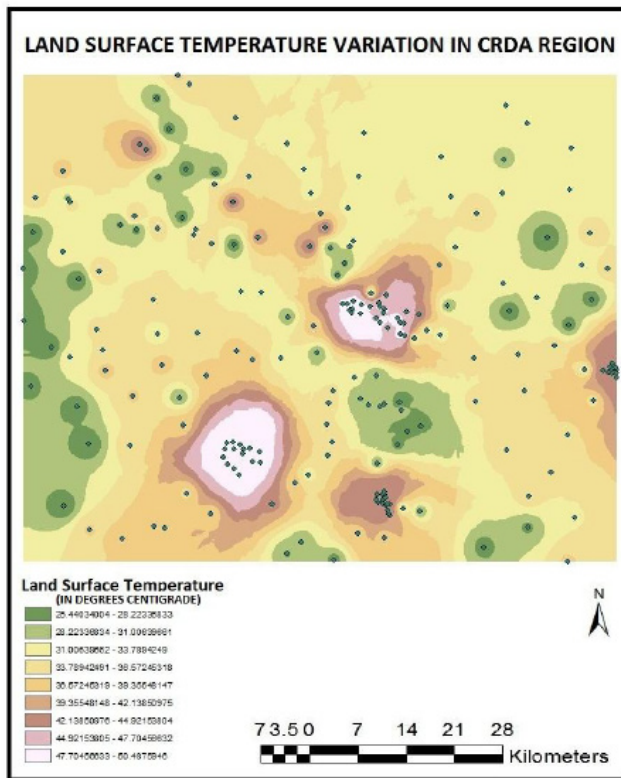 LAND SURFACE TEMPERATURE VARIATION IN CRDA REGION
Land Surface Temperature
(IN DEGREES CENTIGRADE)
25.44034004 - 28.22336833
28.22336834 - 31.00639661
31.00639662 - 33.7894249
33.78942491 - 36.57245318
36.57245319 - 39.35548147
39.35548148 - 42.13850975
42.13850976 - 44.92153804
44.92153805 - 47.70456632
47.70456633 - 50.4875946
N
7 3.5 0 7 14 21 28
Kilometers